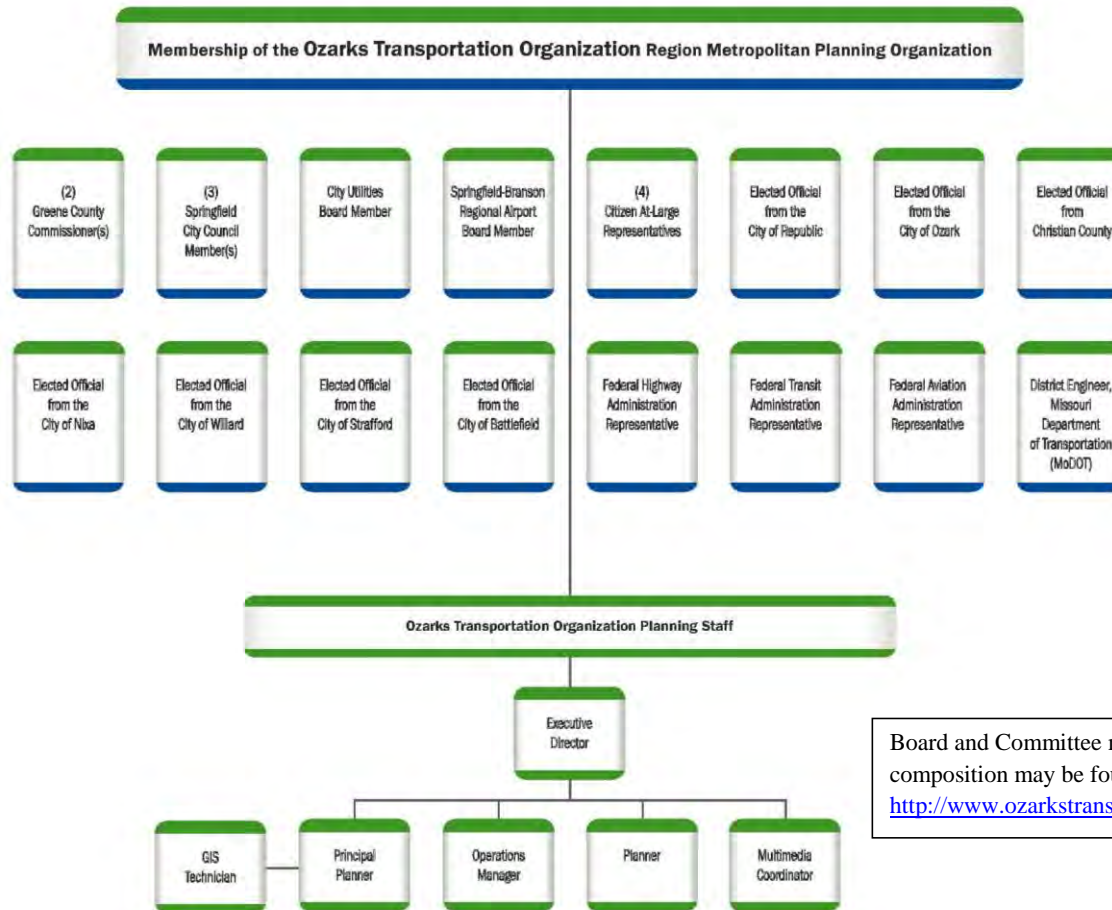 Membership of the Ozarks Transportation Organization Region Metropolitan Planning Organization
(2)
Greene County
Commissioner(s)
(3)
Springfield
City Council
Member(s)
City Utilities
Board Member
Springfield-Branson
Regional Airport
Board Member
(4)
Citizen At-Large
Representatives
Elected Official
from the
City of Republic
Elected Official
from the
City of Ozark
Elected Official
from
Christian County
Elected Official
from the
City of Nixa
Elected Official
from the
City of Willard
Elected Official
from the
City of Strafford
Elected Official
from the
City of Battlefield
Federal Highway
Administration
Representative
Federal Transit
Administration
Representative
Federal Aviation
Administration
Representative
District Engineer,
Missouri
Department
of Transportation
(MoDOT)
Ozarks Transportation Organization Planning Staff
Executive
Director
Board and Committee
composition may be
http://www.ozarkstrans
GIS
Technician
Principal
Planner
Operations
Manager
Planner
Multimedia
Coordinator